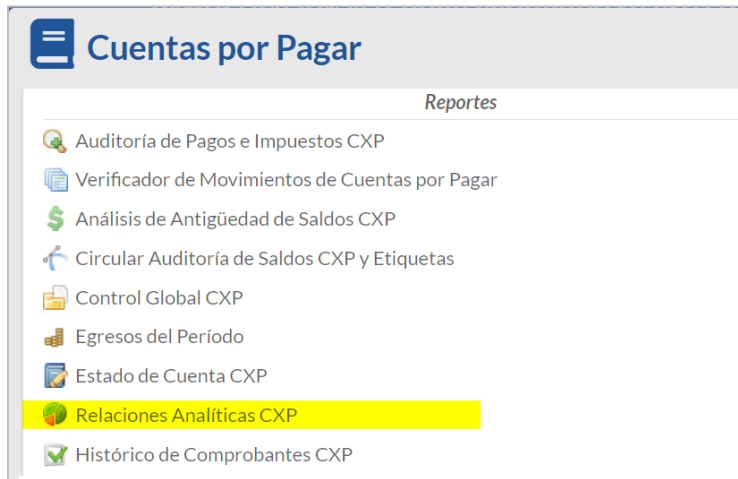 Cuentas por Pagar
Reportes
Auditoría de Pagos e Impuestos CXP
Verificador de Movimientos de Cuentas por Pagar
Análisis de Antigüedad de Saldos CXP
Circular Auditoría de Saldos CXP y Etiquetas
Control Global CXP
Egresos del Período
Estado de Cuenta CXP
Relaciones Analíticas CXP
Histórico de Comprobantes CXP